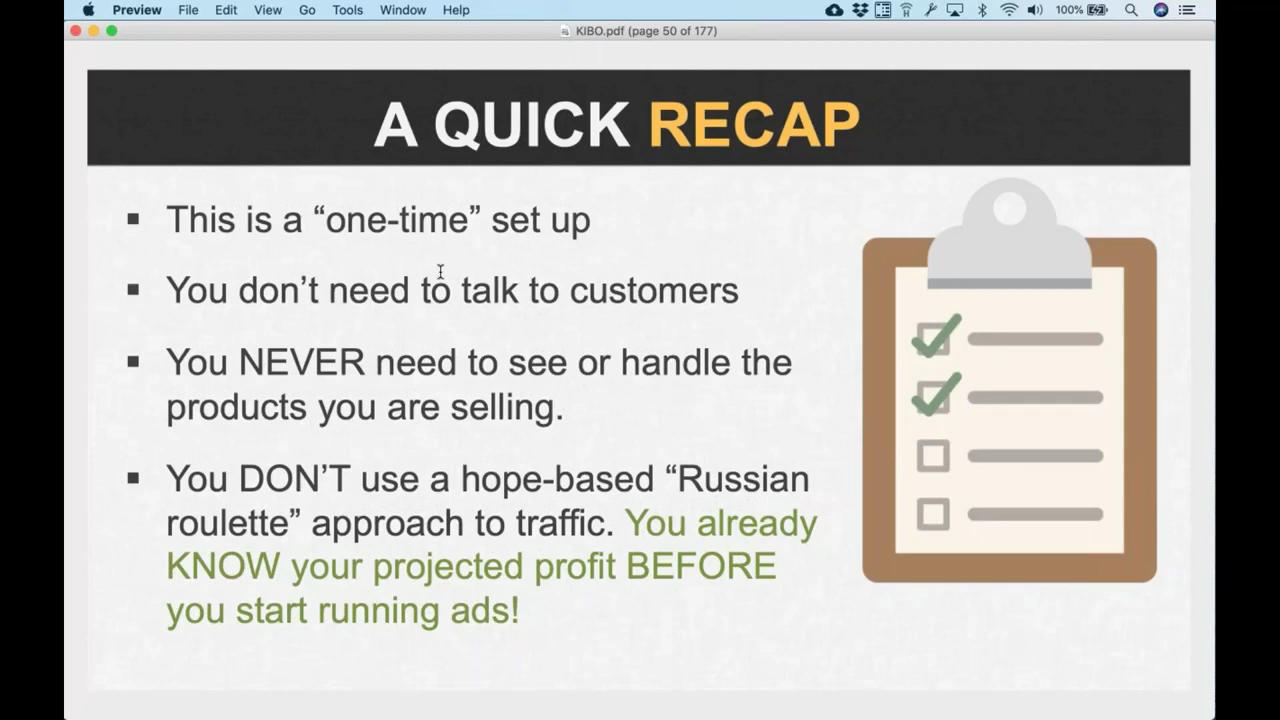 Preview File Edit View Go Tools Window Help 100%
KIBO.pdf (page 50 of 177)
A QUICK RECAP
▪ This is a “one-time” set up
▪ You don’t need to talk to customers
▪ You NEVER need to see or handle the
products you are selling.
▪ You DON’T use a hope-based “Russian
roulette” approach to traffic. You already
KNOW your projected profit BEFORE
you start running ads!